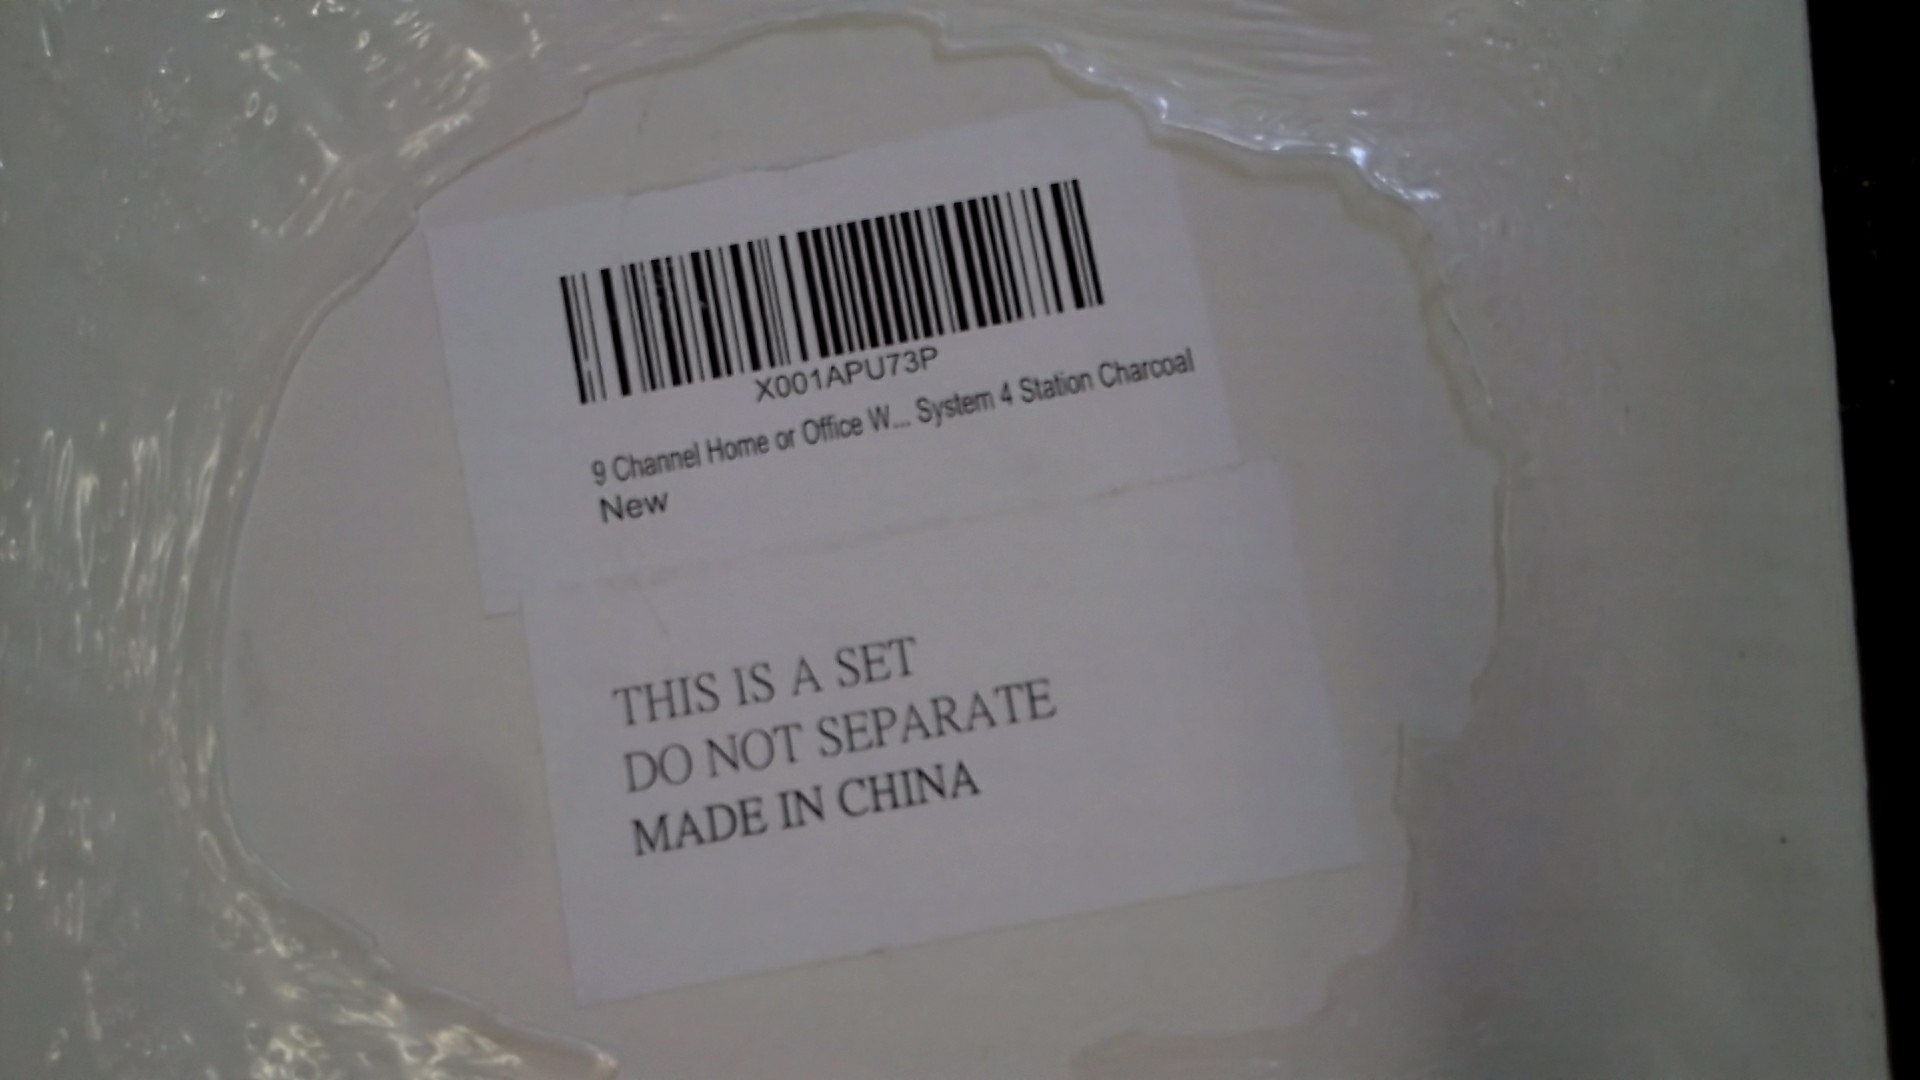 X001APU73P
9 Channel Home or Office W... System 4 Station Charcoal
New
THIS IS A SET
DO NOT SEPARATE
MADE IN CHINA